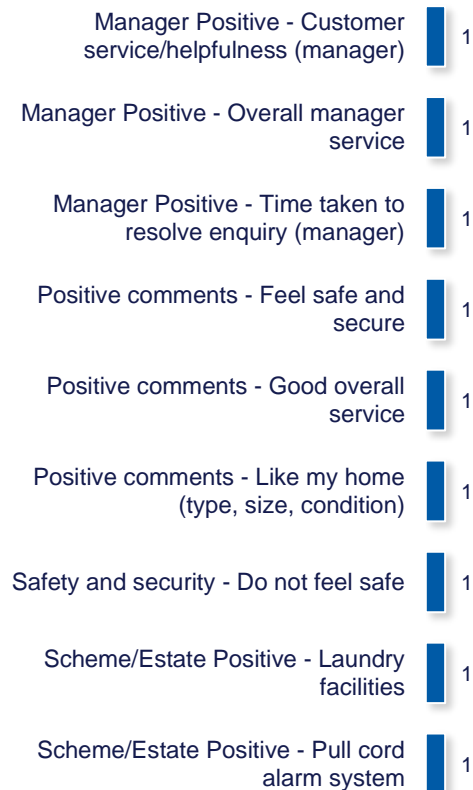 Manager Positive - Customer
service/helpfulness (manager)
1
Manager Positive - Overall manager
service
1
Manager Positive - Time taken to
resolve enquiry (manager)
1
Positive comments - Feel safe and
secure
1
Positive comments - Good overall
service
1
Positive comments - Like my home
(type, size, condition)
1
Safety and security - Do not feel safe
1
Scheme/Estate Positive - Laundry
facilities
1
Scheme/Estate Positive - Pull cord
alarm system
1